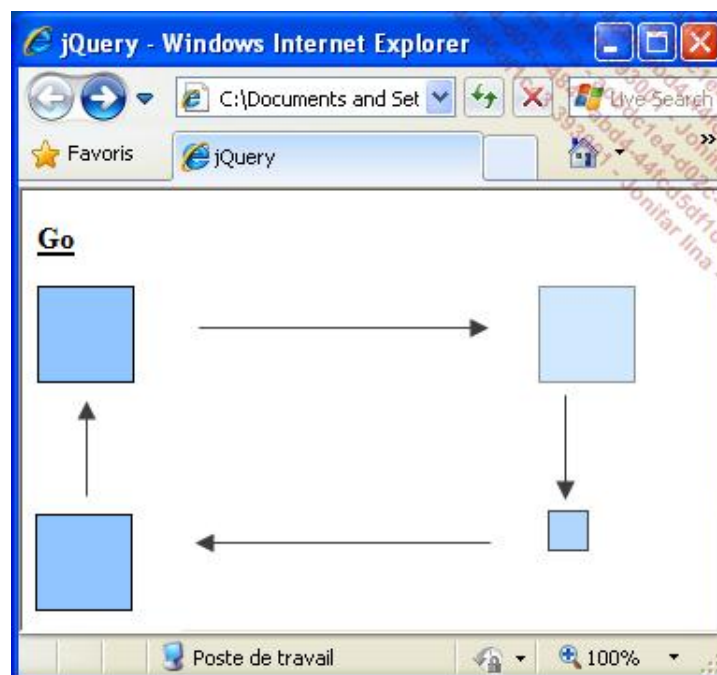 jQuery - Windows Internet Explorer
C:\Documents and Set
Live Search
Favoris
jQuery
»
Go
Poste de travail
100%